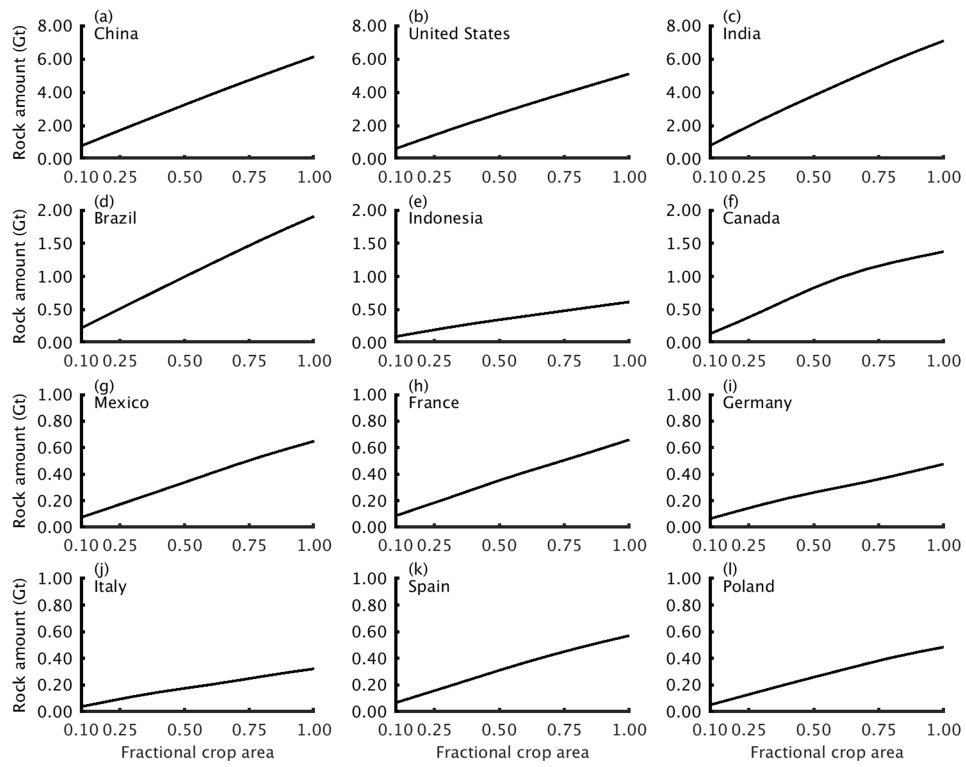 (a)
China
(b)
United States
(c)
India
Rock amount (Gt)
8.00
6.00
4.00
2.00
0.00
0.10 0.25 0.50 0.75 1.00
8.00
6.00
4.00
2.00
0.00
0.10 0.25 0.50 0.75 1.00
8.00
6.00
4.00
2.00
0.00
0.10 0.25 0.50 0.75 1.00
(d)
Brazil
(e)
Indonesia
(f)
Canada
Rock amount (Gt)
2.00
1.50
1.00
0.50
0.00
0.10 0.25 0.50 0.75 1.00
2.00
1.50
1.00
0.50
0.00
0.10 0.25 0.50 0.75 1.00
2.00
1.50
1.00
0.50
0.00
0.10 0.25 0.50 0.75 1.00
(g)
Mexico
(h)
France
(i)
Germany
Rock amount (Gt)
1.00
0.80
0.60
0.40
0.20
0.00
0.10 0.25 0.50 0.75 1.00
1.00
0.80
0.60
0.40
0.20
0.00
0.10 0.25 0.50 0.75 1.00
1.00
0.80
0.60
0.40
0.20
0.00
0.10 0.25 0.50 0.75 1.00
(j)
Italy
(k)
Spain
(l)
Poland
Rock amount (Gt)
1.00
0.80
0.60
0.40
0.20
0.00
0.10 0.25 0.50 0.75 1.00
Fractional crop area
1.00
0.80
0.60
0.40
0.20
0.00
0.10 0.25 0.50 0.75 1.00
Fractional crop area
1.00
0.80
0.60
0.40
0.20
0.00
0.10 0.25 0.50 0.75 1.00
Fractional crop area